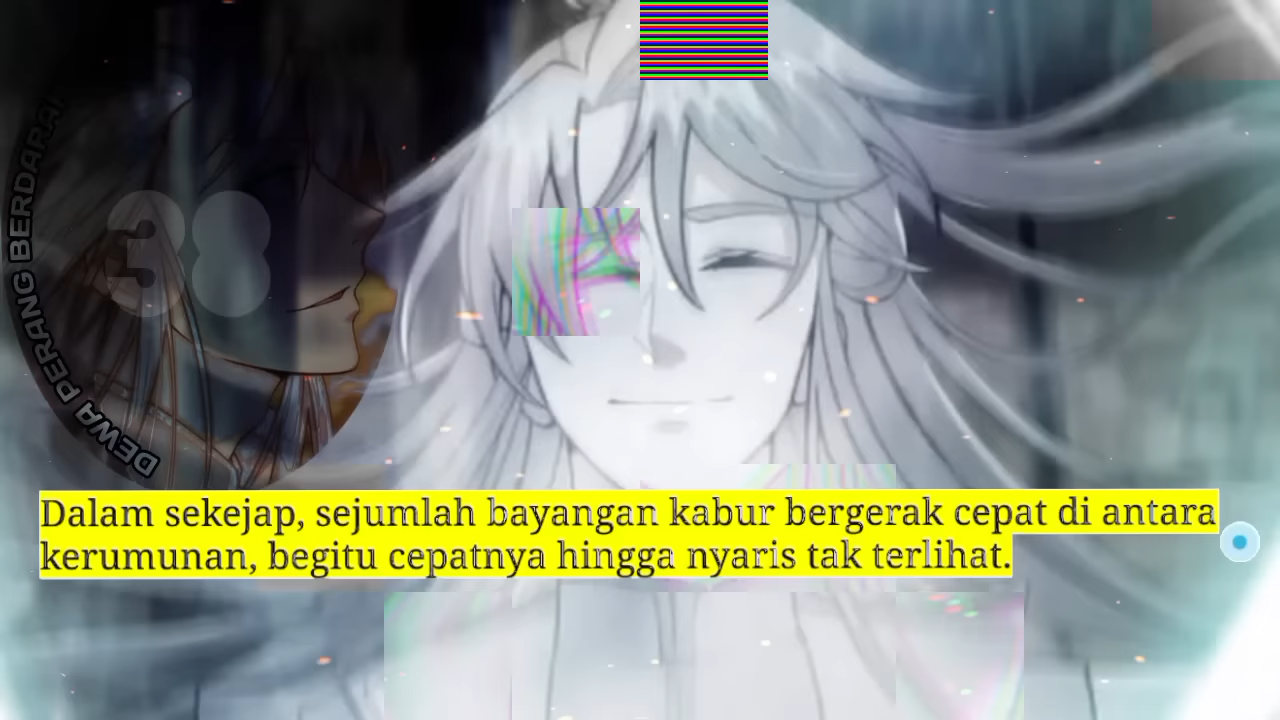 DEWA PERANG BERDARAH
38
Dalam sekejap, sejumlah bayangan kabur bergerak cepat di antara
kerumunan, begitu cepatnya hingga nyaris tak terlihat.